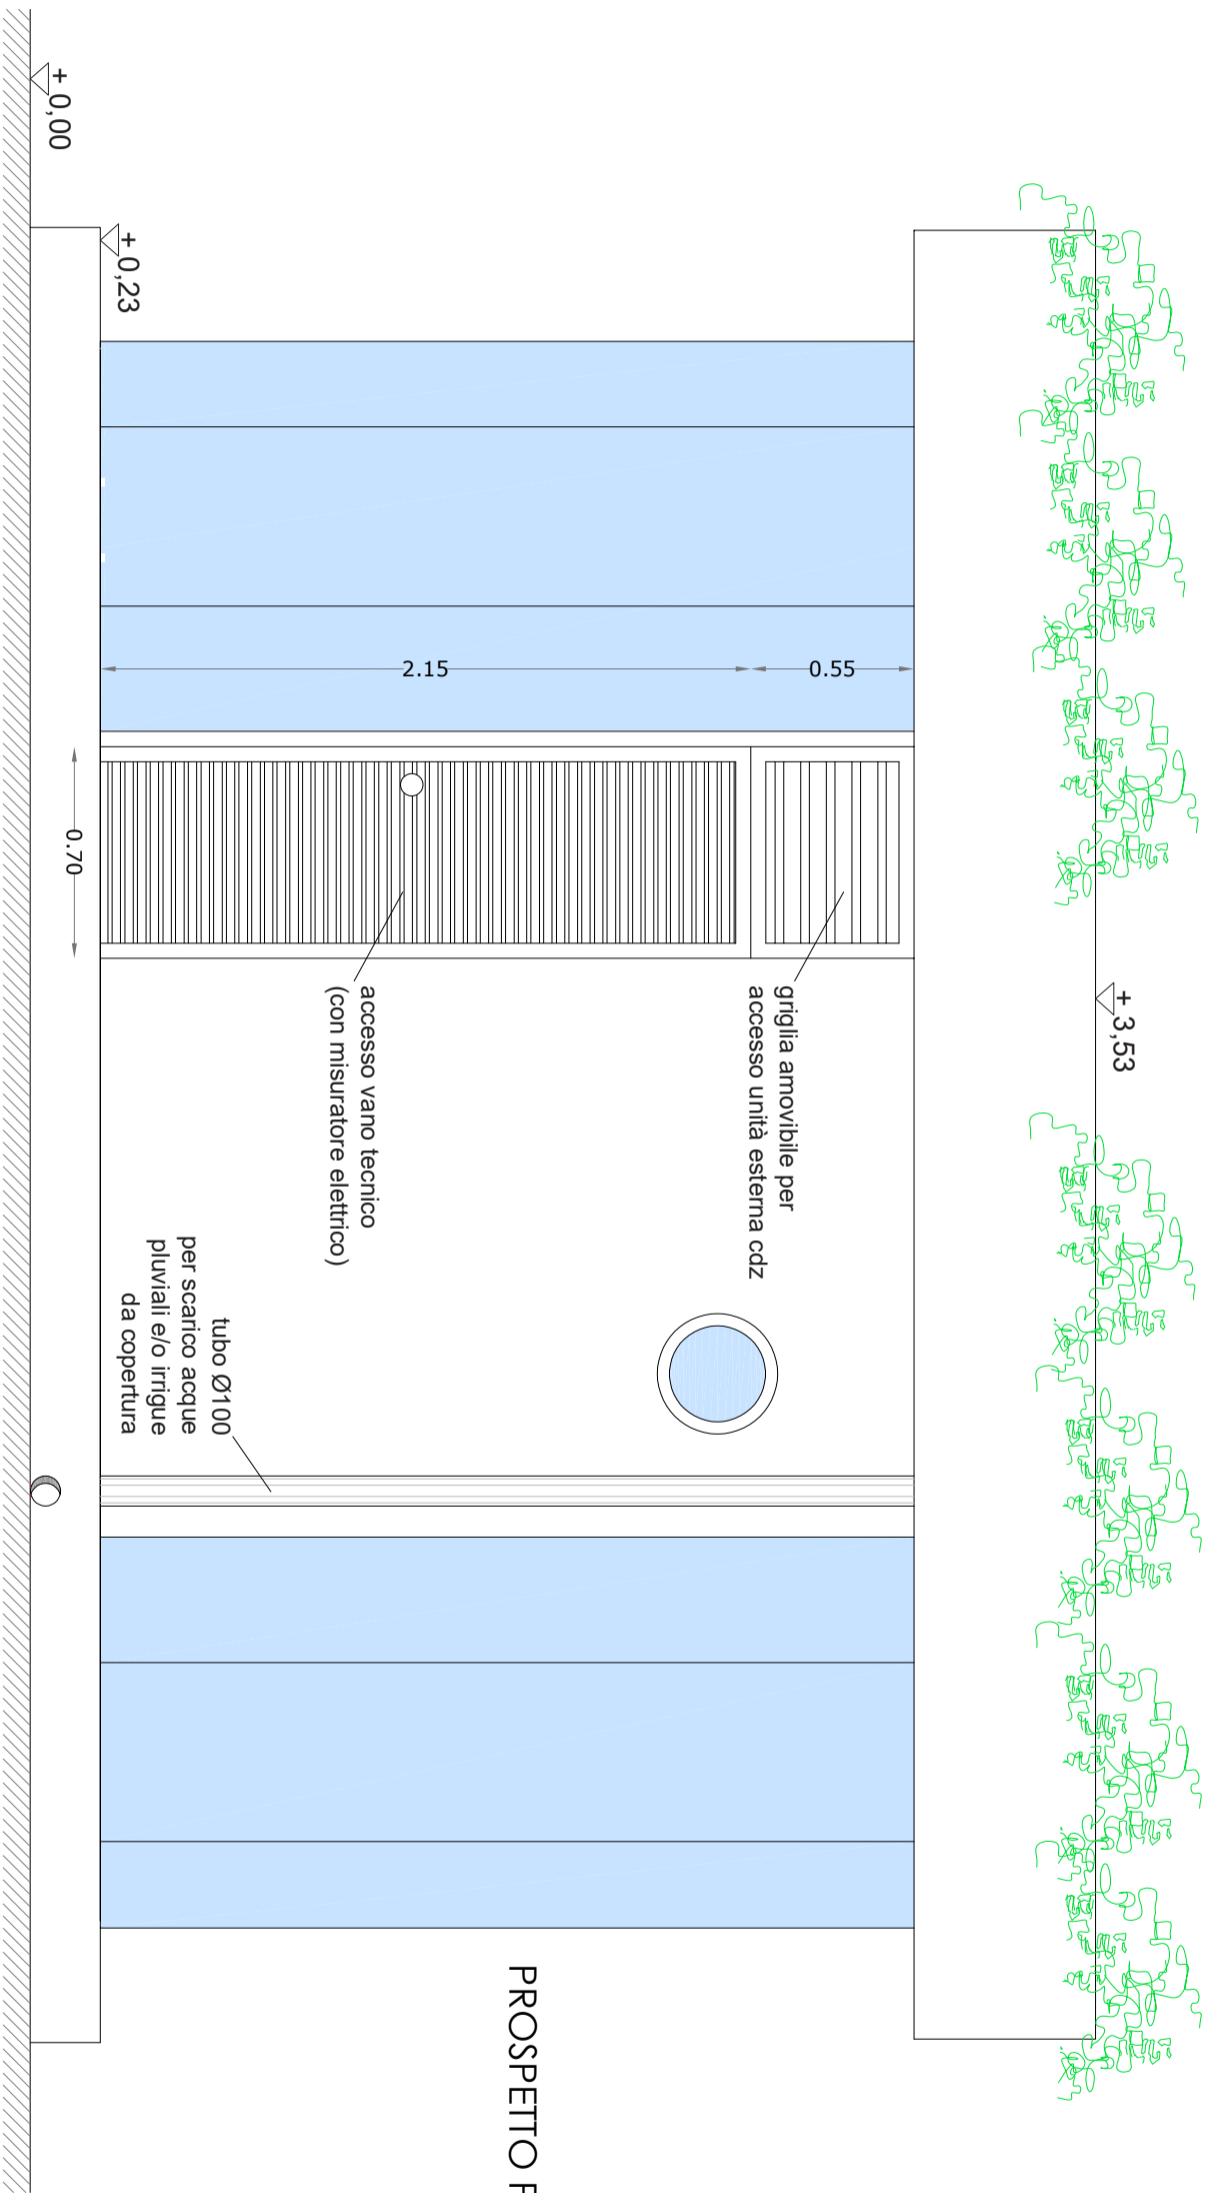 + 3,53
0.55
griglia amovibile per
accesso unità esterna cdz
2.15
accesso vano tecnico
(con misuratore elettrico)
tubo Ø100
per scarico acque
pluviali e/o irrigue
da copertura
+ 0,23
0.70
+ 0,00
PROSPETTO